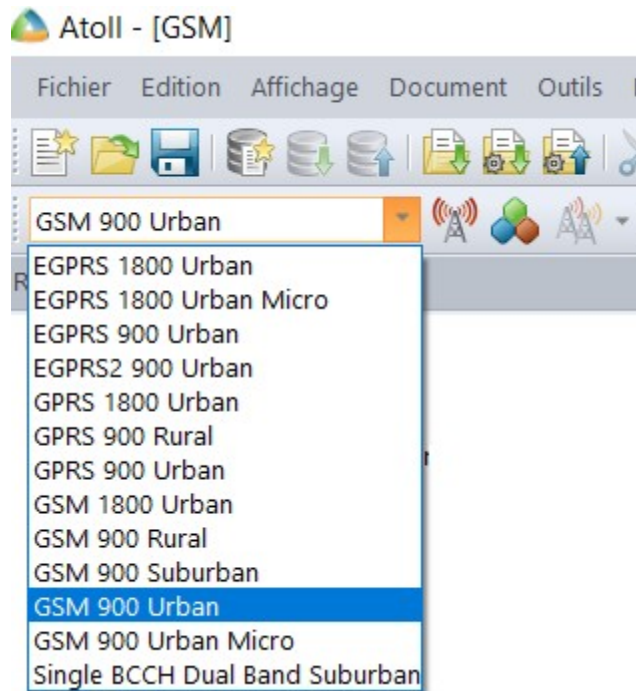 Atoll - [GSM]
Fichier Edition Affichage Document Outils
GSM 900 Urban
EGPRS 1800 Urban
EGPRS 1800 Urban Micro
EGPRS 900 Urban
EGPRS2 900 Urban
GPRS 1800 Urban
GPRS 900 Rural
GPRS 900 Urban
GSM 1800 Urban
GSM 900 Rural
GSM 900 Suburban
GSM 900 Urban
GSM 900 Urban Micro
Single BCCH Dual Band Suburban